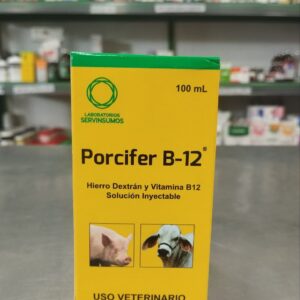 100 mL
LABORATORIOS
SERVINSUMOS
Porcifer B-12®
Hierro Dextrán y Vitamina B12
Solución Inyectable
USO VETERINARIO